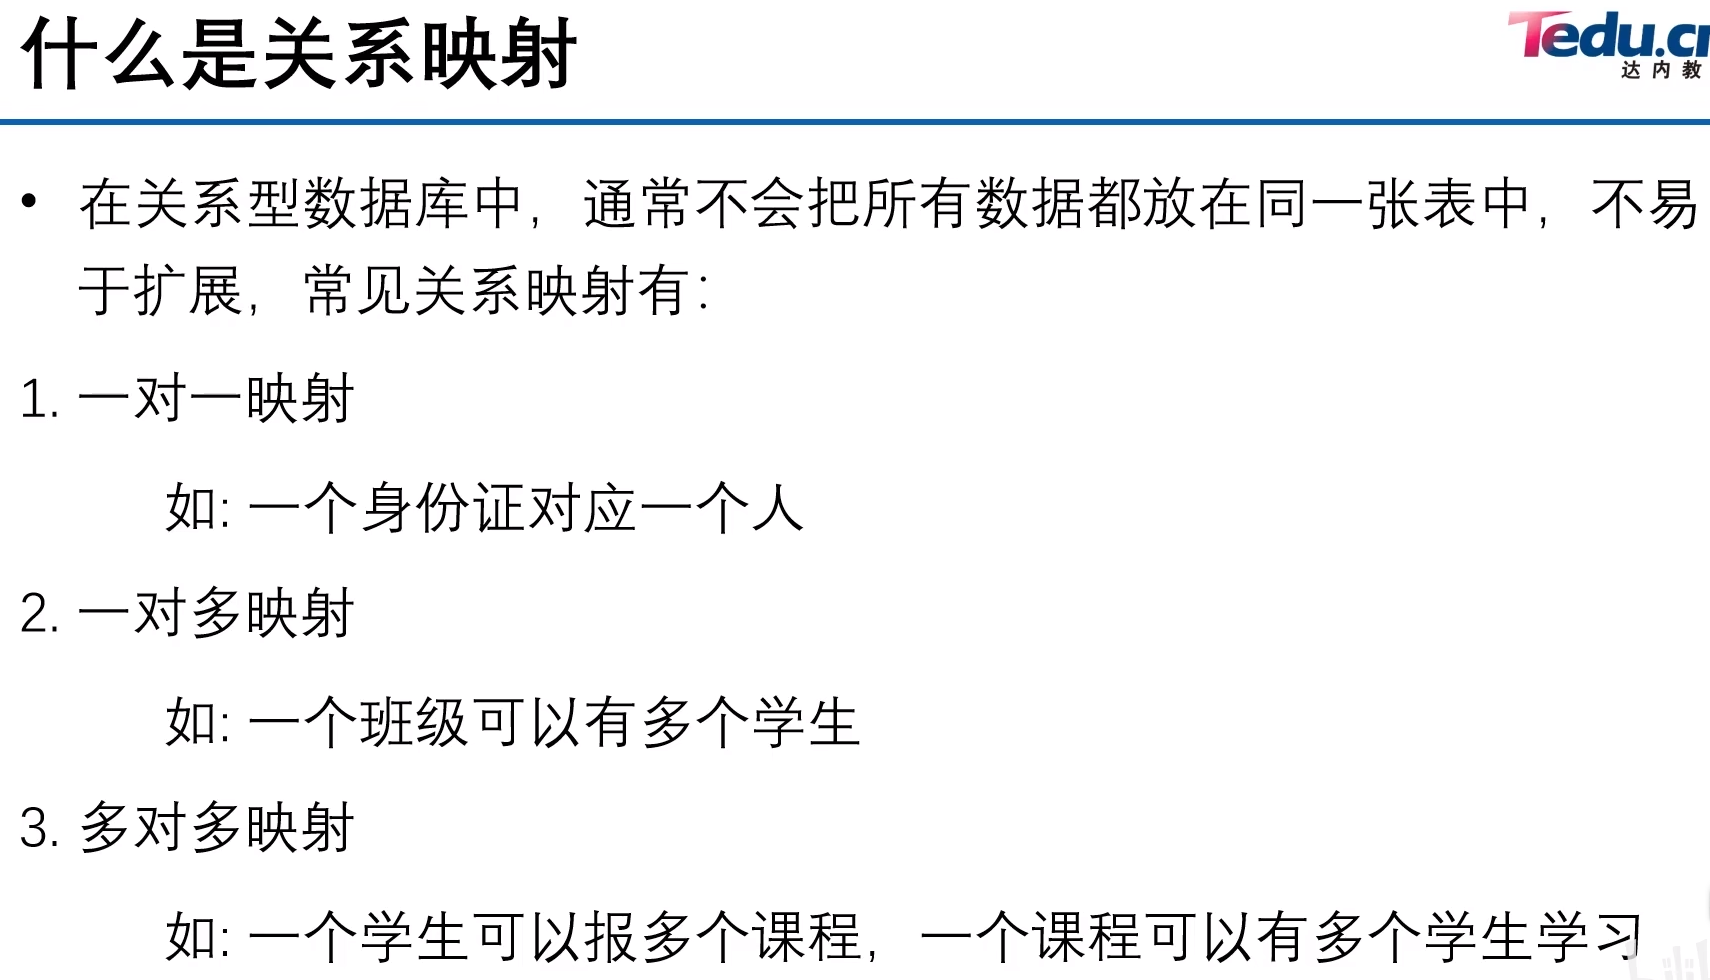 什么是关系映射
Tedu.c
达内教
• 在关系型数据库中，通常不会把所有数据都放在同一张表中，不易
于扩展，常见关系映射有：
1. 一对一映射
如: 一个身份证对应一个人
2. 一对多映射
如: 一个班级可以有多个学生
3. 多对多映射
如: 一个学生可以报多个课程，一个课程可以有多个学生学习